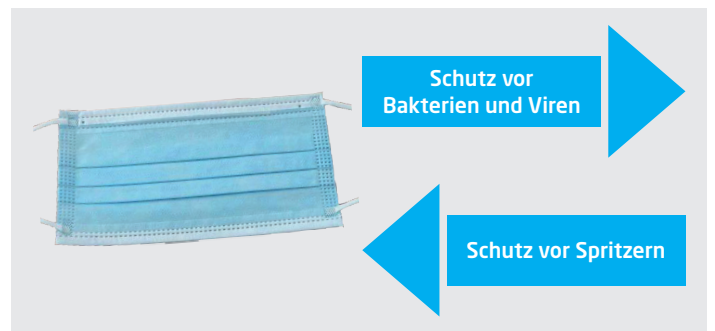 Schutz vor
Bakterien und Viren
Schutz vor Spritzern